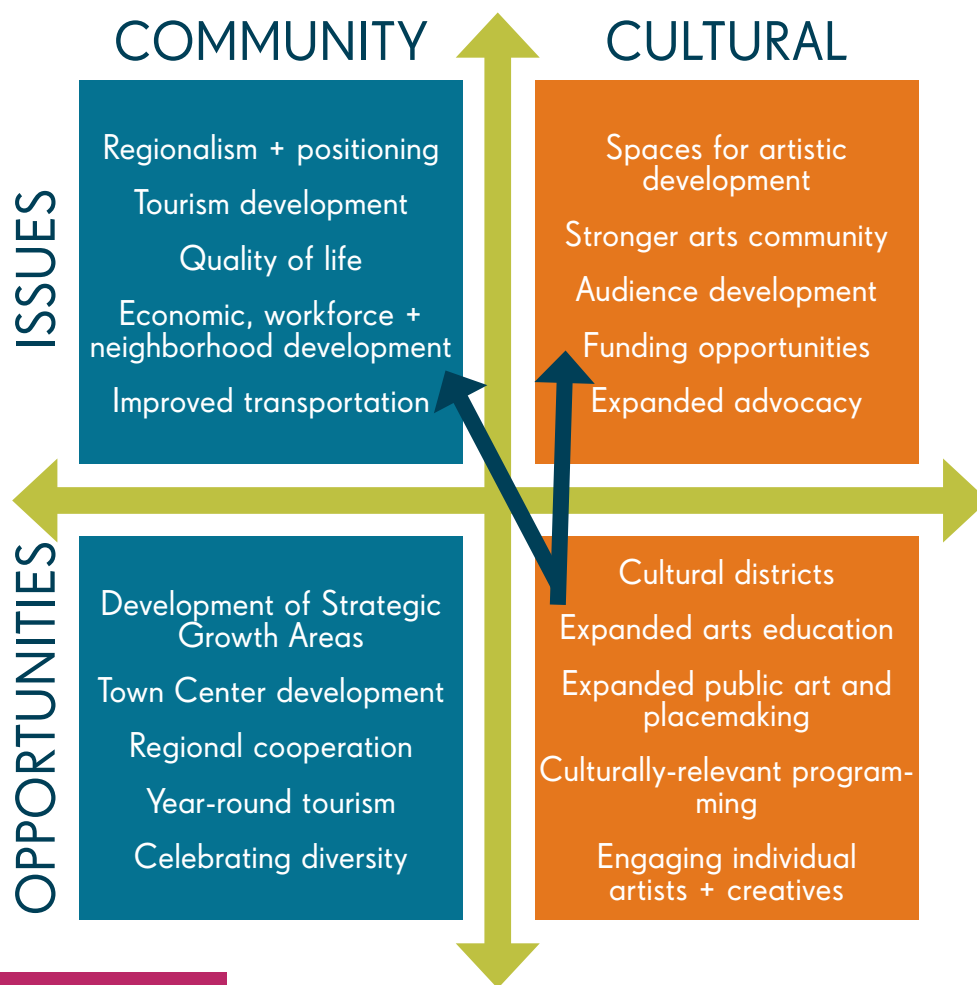 COMMUNITY
CULTURAL
ISSUES
Regionalism + positioning
Tourism development
Quality of life
Economic, workforce +
neighborhood development
Improved transportation
Spaces for artistic
development
Stronger arts community
Audience development
Funding opportunities
Expanded advocacy
OPPORTUNITIES
Development of Strategic
Growth Areas
Town Center development
Regional cooperation
Year-round tourism
Celebrating diversity
Cultural districts
Expanded arts education
Expanded public art and
placemaking
Culturally-relevant program-
ming
Engaging individual
artists + creatives